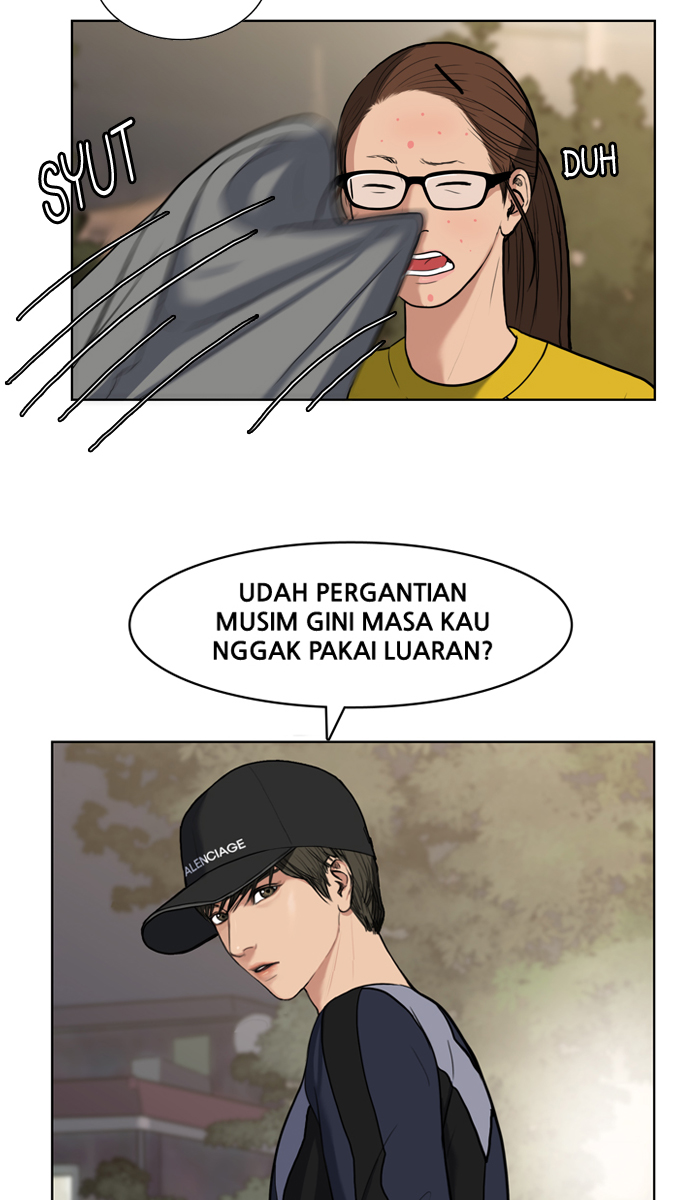 SYUT
DUH
UDAH PERGANTIAN
MUSIM GINI MASA KAU
NGGAK PAKAI LUARAN?
ALENCIAGE